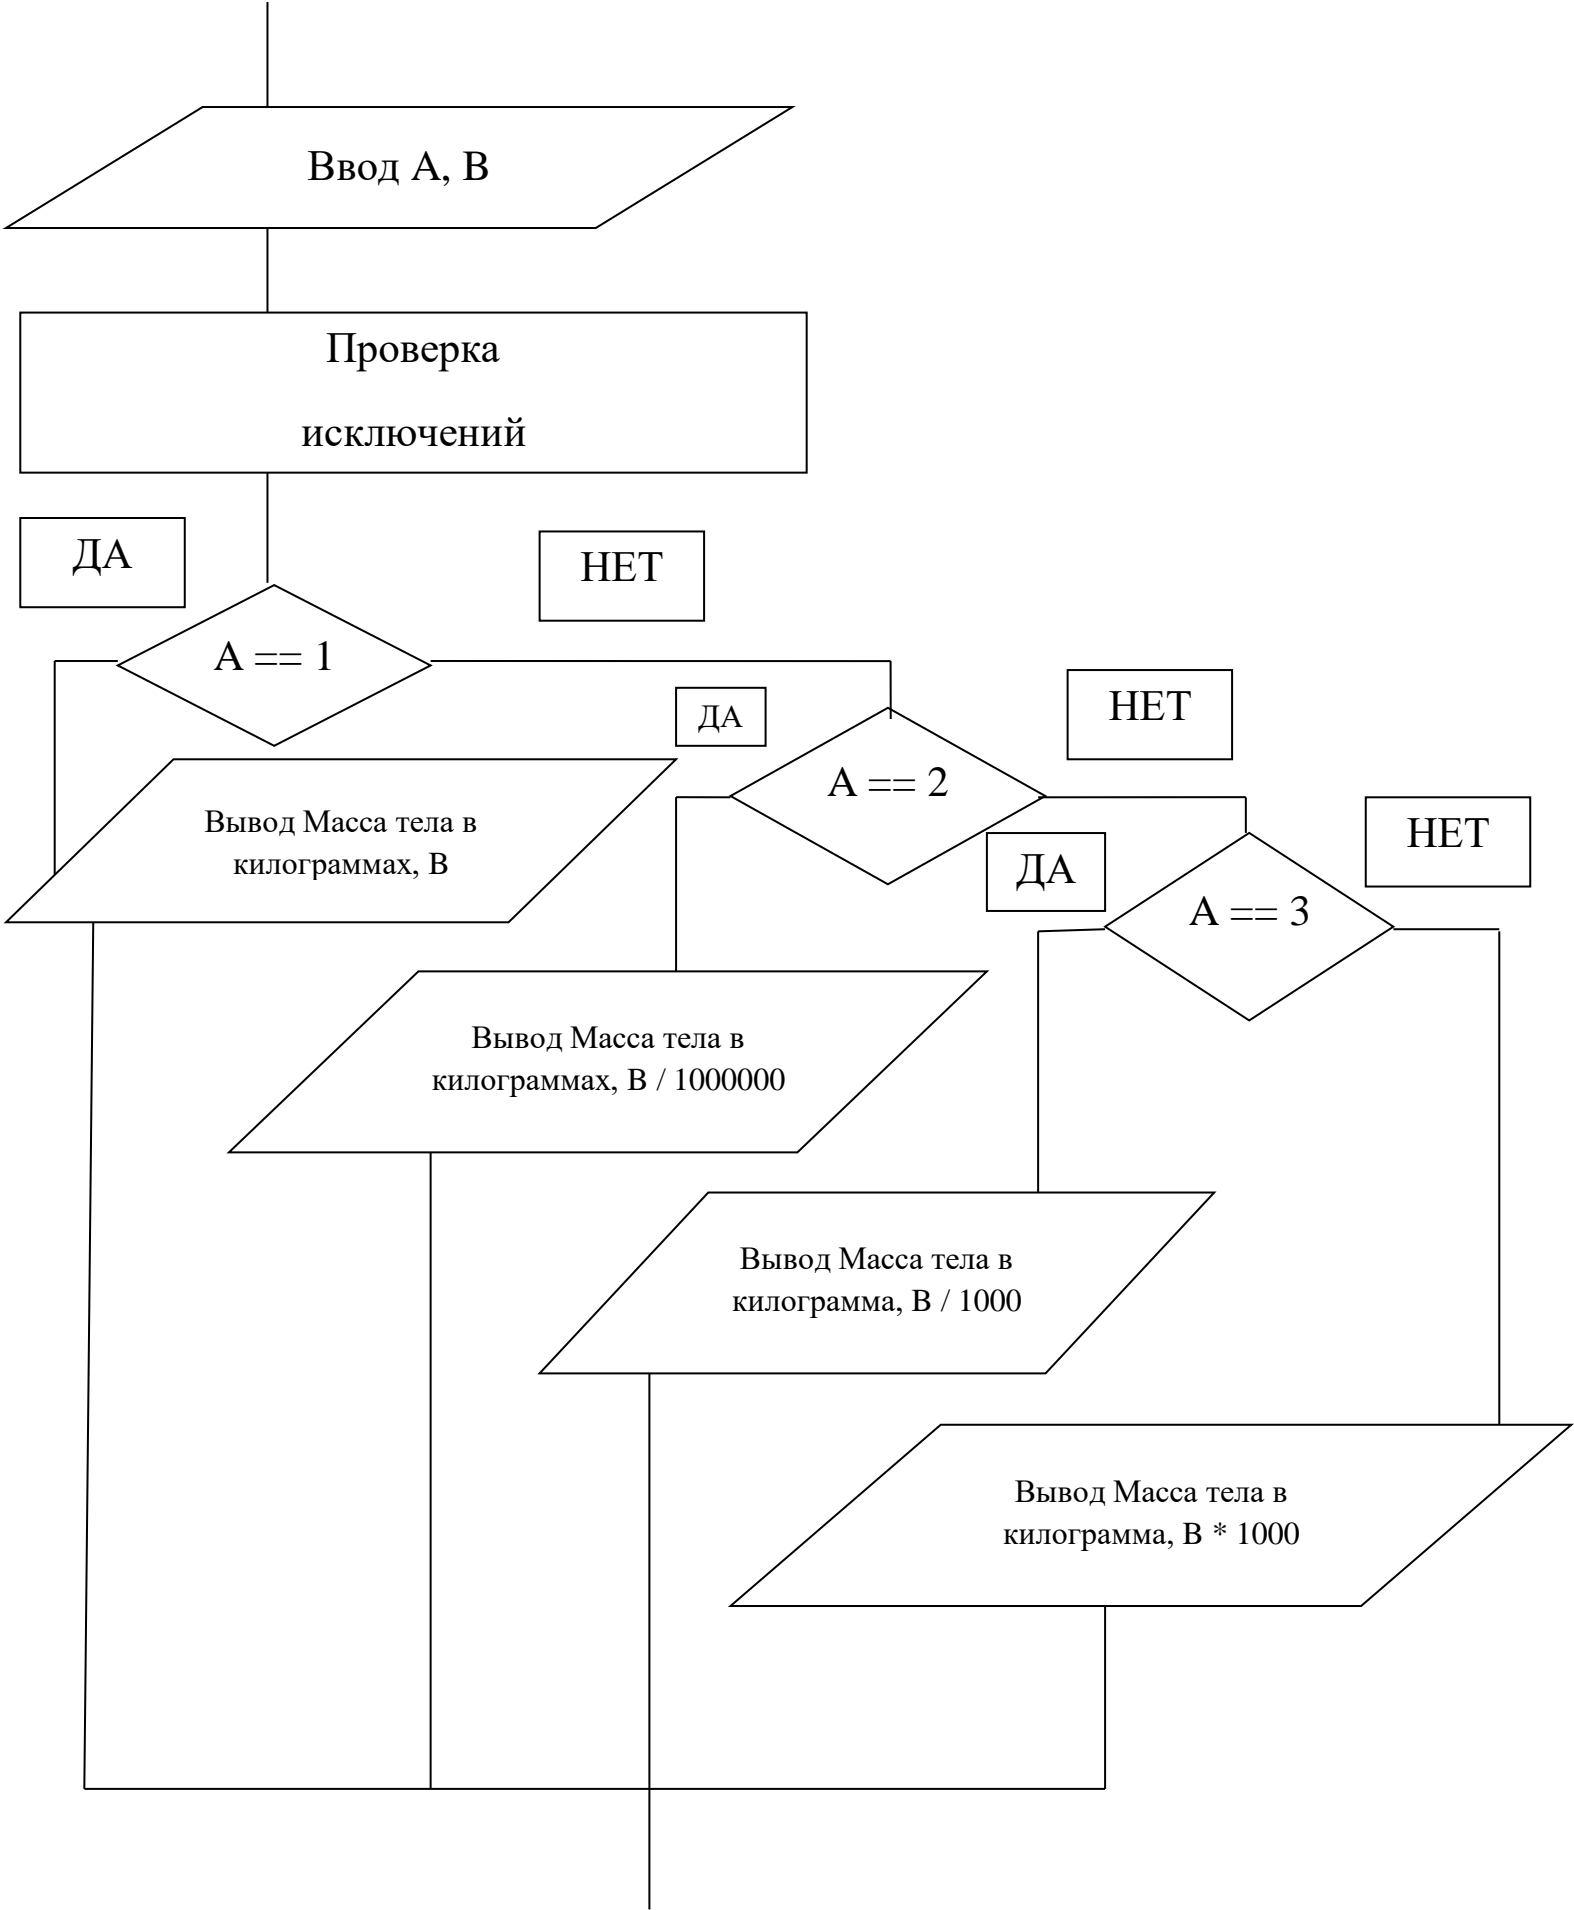 Ввод A, B
Проверка
исключений
ДА
НЕТ
A == 1
ДА
НЕТ
A == 2
НЕТ
Вывод Масса тела в
килограммах, B
ДА
A == 3
Вывод Масса тела в
килограммах, B / 1000000
Вывод Масса тела в
килограмма, B / 1000
Вывод Масса тела в
килограмма, B * 1000